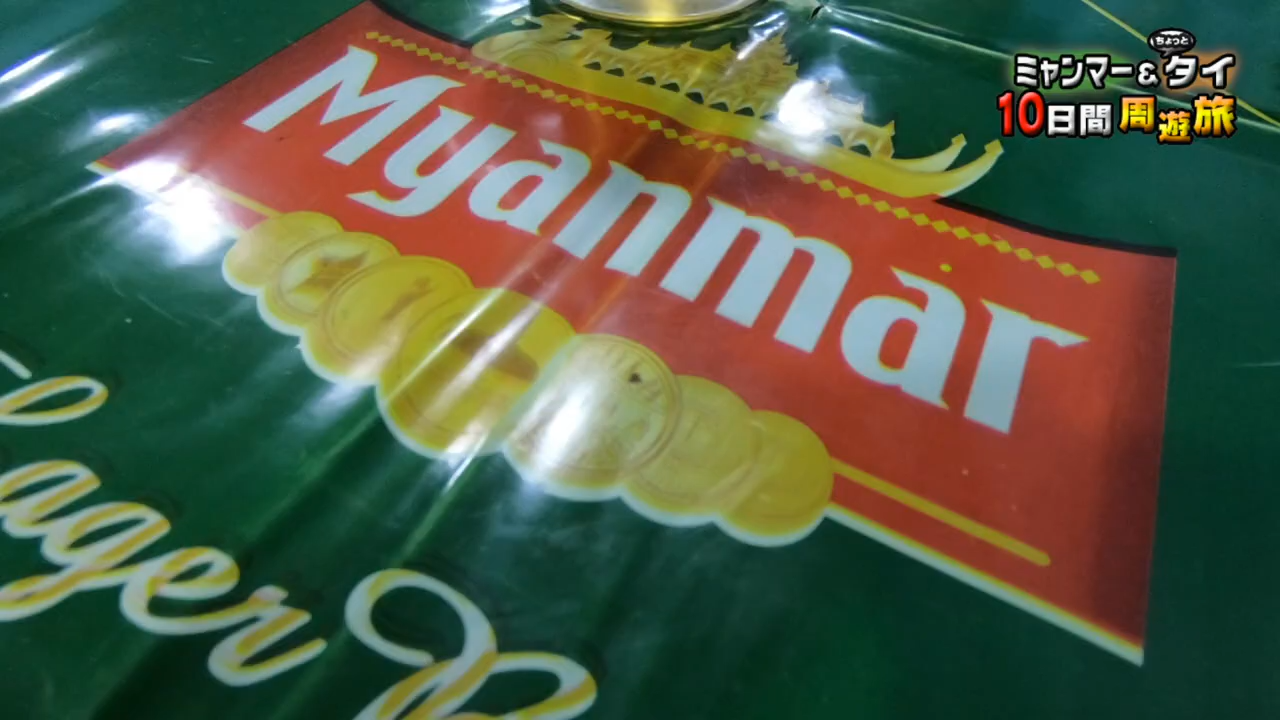 ちょっと
ミャンマー&タイ
10日間周遊旅
Myanmar
Lager